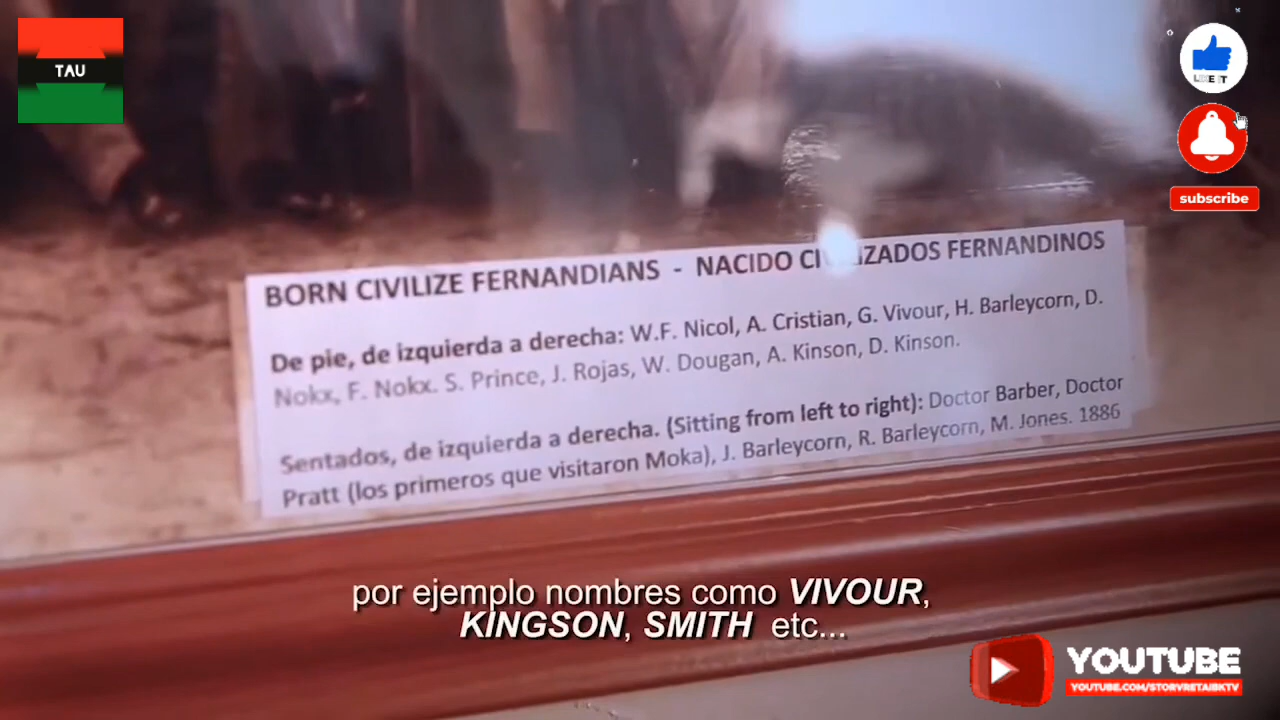 TAU
LIKE IT
subscribe
BORN CIVILIZE FERNANDIANS - NACIDO FERNANDINOS
De pie, de izquierda a derecha: W.F. Nicol, A. Cristian, G. Vivour, H. Barleycorn, D.
Nokx, F. Nokx. S. Prince, J. Rojas, W. Dougan, A. Kinson, D. Kinson.
Sentados, de izquierda a derecha. (Sitting from left to right): Doctor Barber, Doctor
Pratt (los primeros que visitaron Moka), J. Barleycorn, R. Barleycorn, M. Jones. 1886
por ejemplo nombres como VIVOUR,
KINGSON, SMITH etc...
YOUTUBE